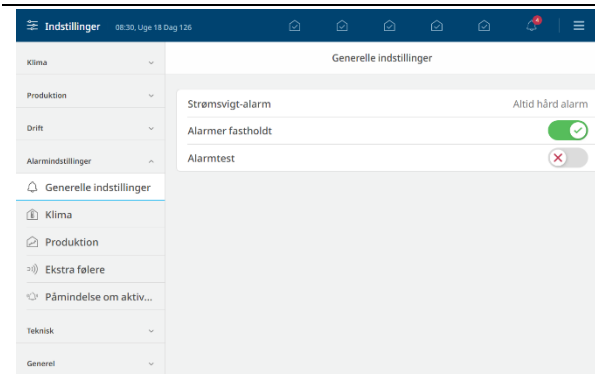 Indstillinger 08:30, Uge 18 Dag 126
4
Klima
Produktion
Drift
Alarmindstillinger
Generelle indstillinger
Klima
Produktion
Ekstra følere
Påmindelse om aktiv...
Teknisk
Generel
Generelle indstillinger
Strømsvigt-alarm Altid hård alarm
Alarmer fastholdt
Alarmtest